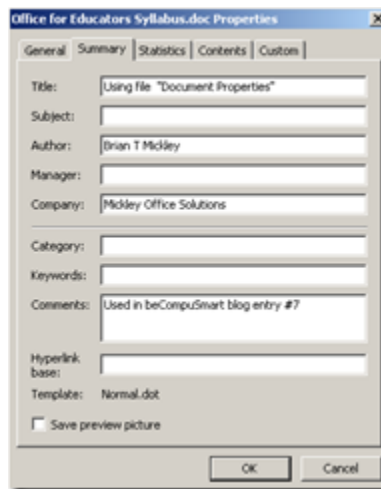 Office for Educators Syllabus.doc Properties X
General Summary Statistics Contents Custom
Title: Using file "Document Properties"
Subject:
Author: Brian T Mickley
Manager:
Company: Mickley Office Solutions
Category:
Keywords:
Comments: Used in beCompuSmart blog entry #7
Hyperlink
base:
Template: Normal.dot
Save preview picture
OK Cancel